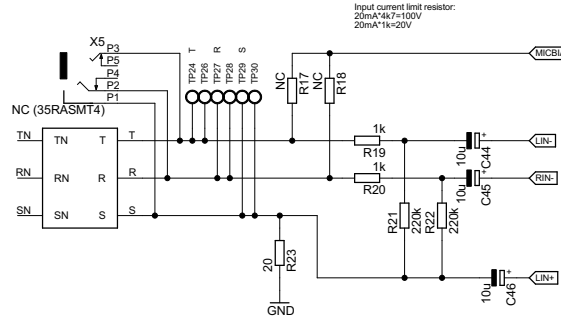 Input current limit resistor:
20mA*4k7=100V
20mA*1k=20V
X5
P3
P5
P4
P2
P1
NC (35RASMT4)
T
R
S
TP24
TP26
TP27
TP28
TP29
TP30
NC
R17
NC
R18
MICBI
TN
TN
T
T
1k
R19
10u
+
C44
LIN-
RN
RN
R
R
1k
R20
10u
+
C45
RIN-
SN
SN
S
S
R21
220k
R22
220k
20
R23
GND
10u
+
C46
LIN+